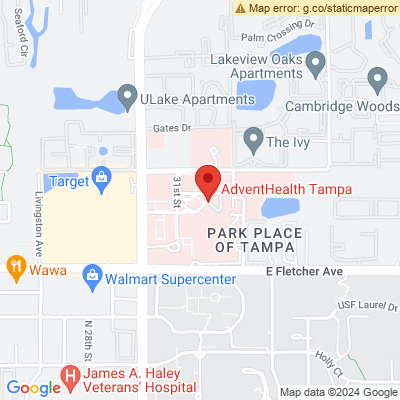 Map error: g.co/staticmaperror
Seaford Cir
Palm Crossing Dr
Lakeview Oaks
Apartments
ULake Apartments
Cambridge Woods
Gates Dr
The Ivy
Target
31st St
AdventHealth Tampa
Livingston Ave
PARK PLACE
OF TAMPA
Wawa
E Fletcher Ave
Walmart Supercenter
USF Laurel Dr
N 28th St
Holly Ct
James A. Haley
Veterans' Hospital
Google
Map data ©2024 Google